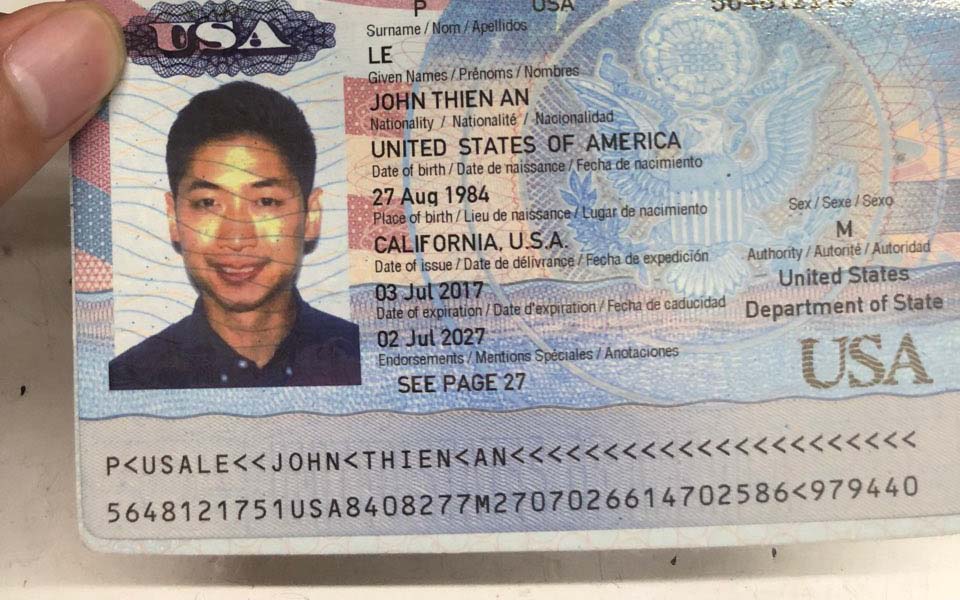 USA
P USA
Surname / Nom / Apellidos
LE
Given Names / Prénoms / Nombres
JOHN THIEN AN
Nationality / Nationalité / Nacionalidad
UNITED STATES OF AMERICA
Date of birth / Date de naissance / Fecha de nacimiento
27 Aug 1984
Place of birth / Lieu de naissance / Lugar de nacimiento
CALIFORNIA, U.S.A.
Date of issue / Date de délivrance / Fecha de expedición
03 Jul 2017
Date of expiration / Date d'expiration / Fecha de caducidad
02 Jul 2027
Endorsements / Mentions Spéciales / Anotaciones
SEE PAGE 27
Sex / Sexe / Sexo
M
Authority / Autorité / Autoridad
United States
Department of State
USA
P<USALE<<JOHN<THIEN<AN<<<<<<<<<<<<<<<<<<<<<<
5648121751USA8408277M2707026614702586<979440